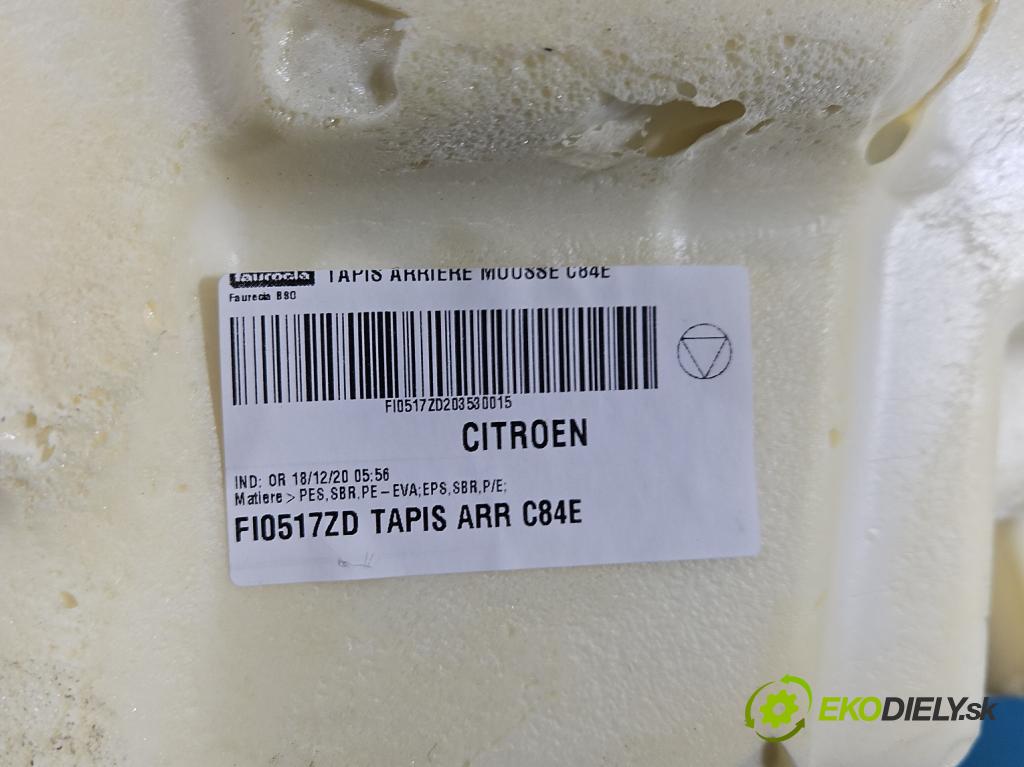 faurecia TAPIS ARRIERE MOUSSE C84E
Faurecia BSO
FI0517ZD203530015
CITROEN
IND: OR 18/12/20 05:56
Matiere > PES,SBR,PE-EVA;EPS,SBR,P/E;
FI0517ZD TAPIS ARR C84E
EKODIELY.sk